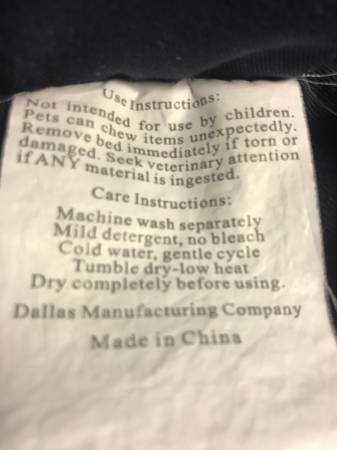 Use Instructions:
Not intended for use by children.
Pets can chew items unexpectedly.
Remove bed immediately if torn or
damaged. Seek veterinary attention
if ANY material is ingested.
Care Instructions:
Machine wash separately
Mild detergent, no bleach
Cold water, gentle cycle
Tumble dry-low heat
Dry completely before using.
Dallas Manufacturing Company
Made in China